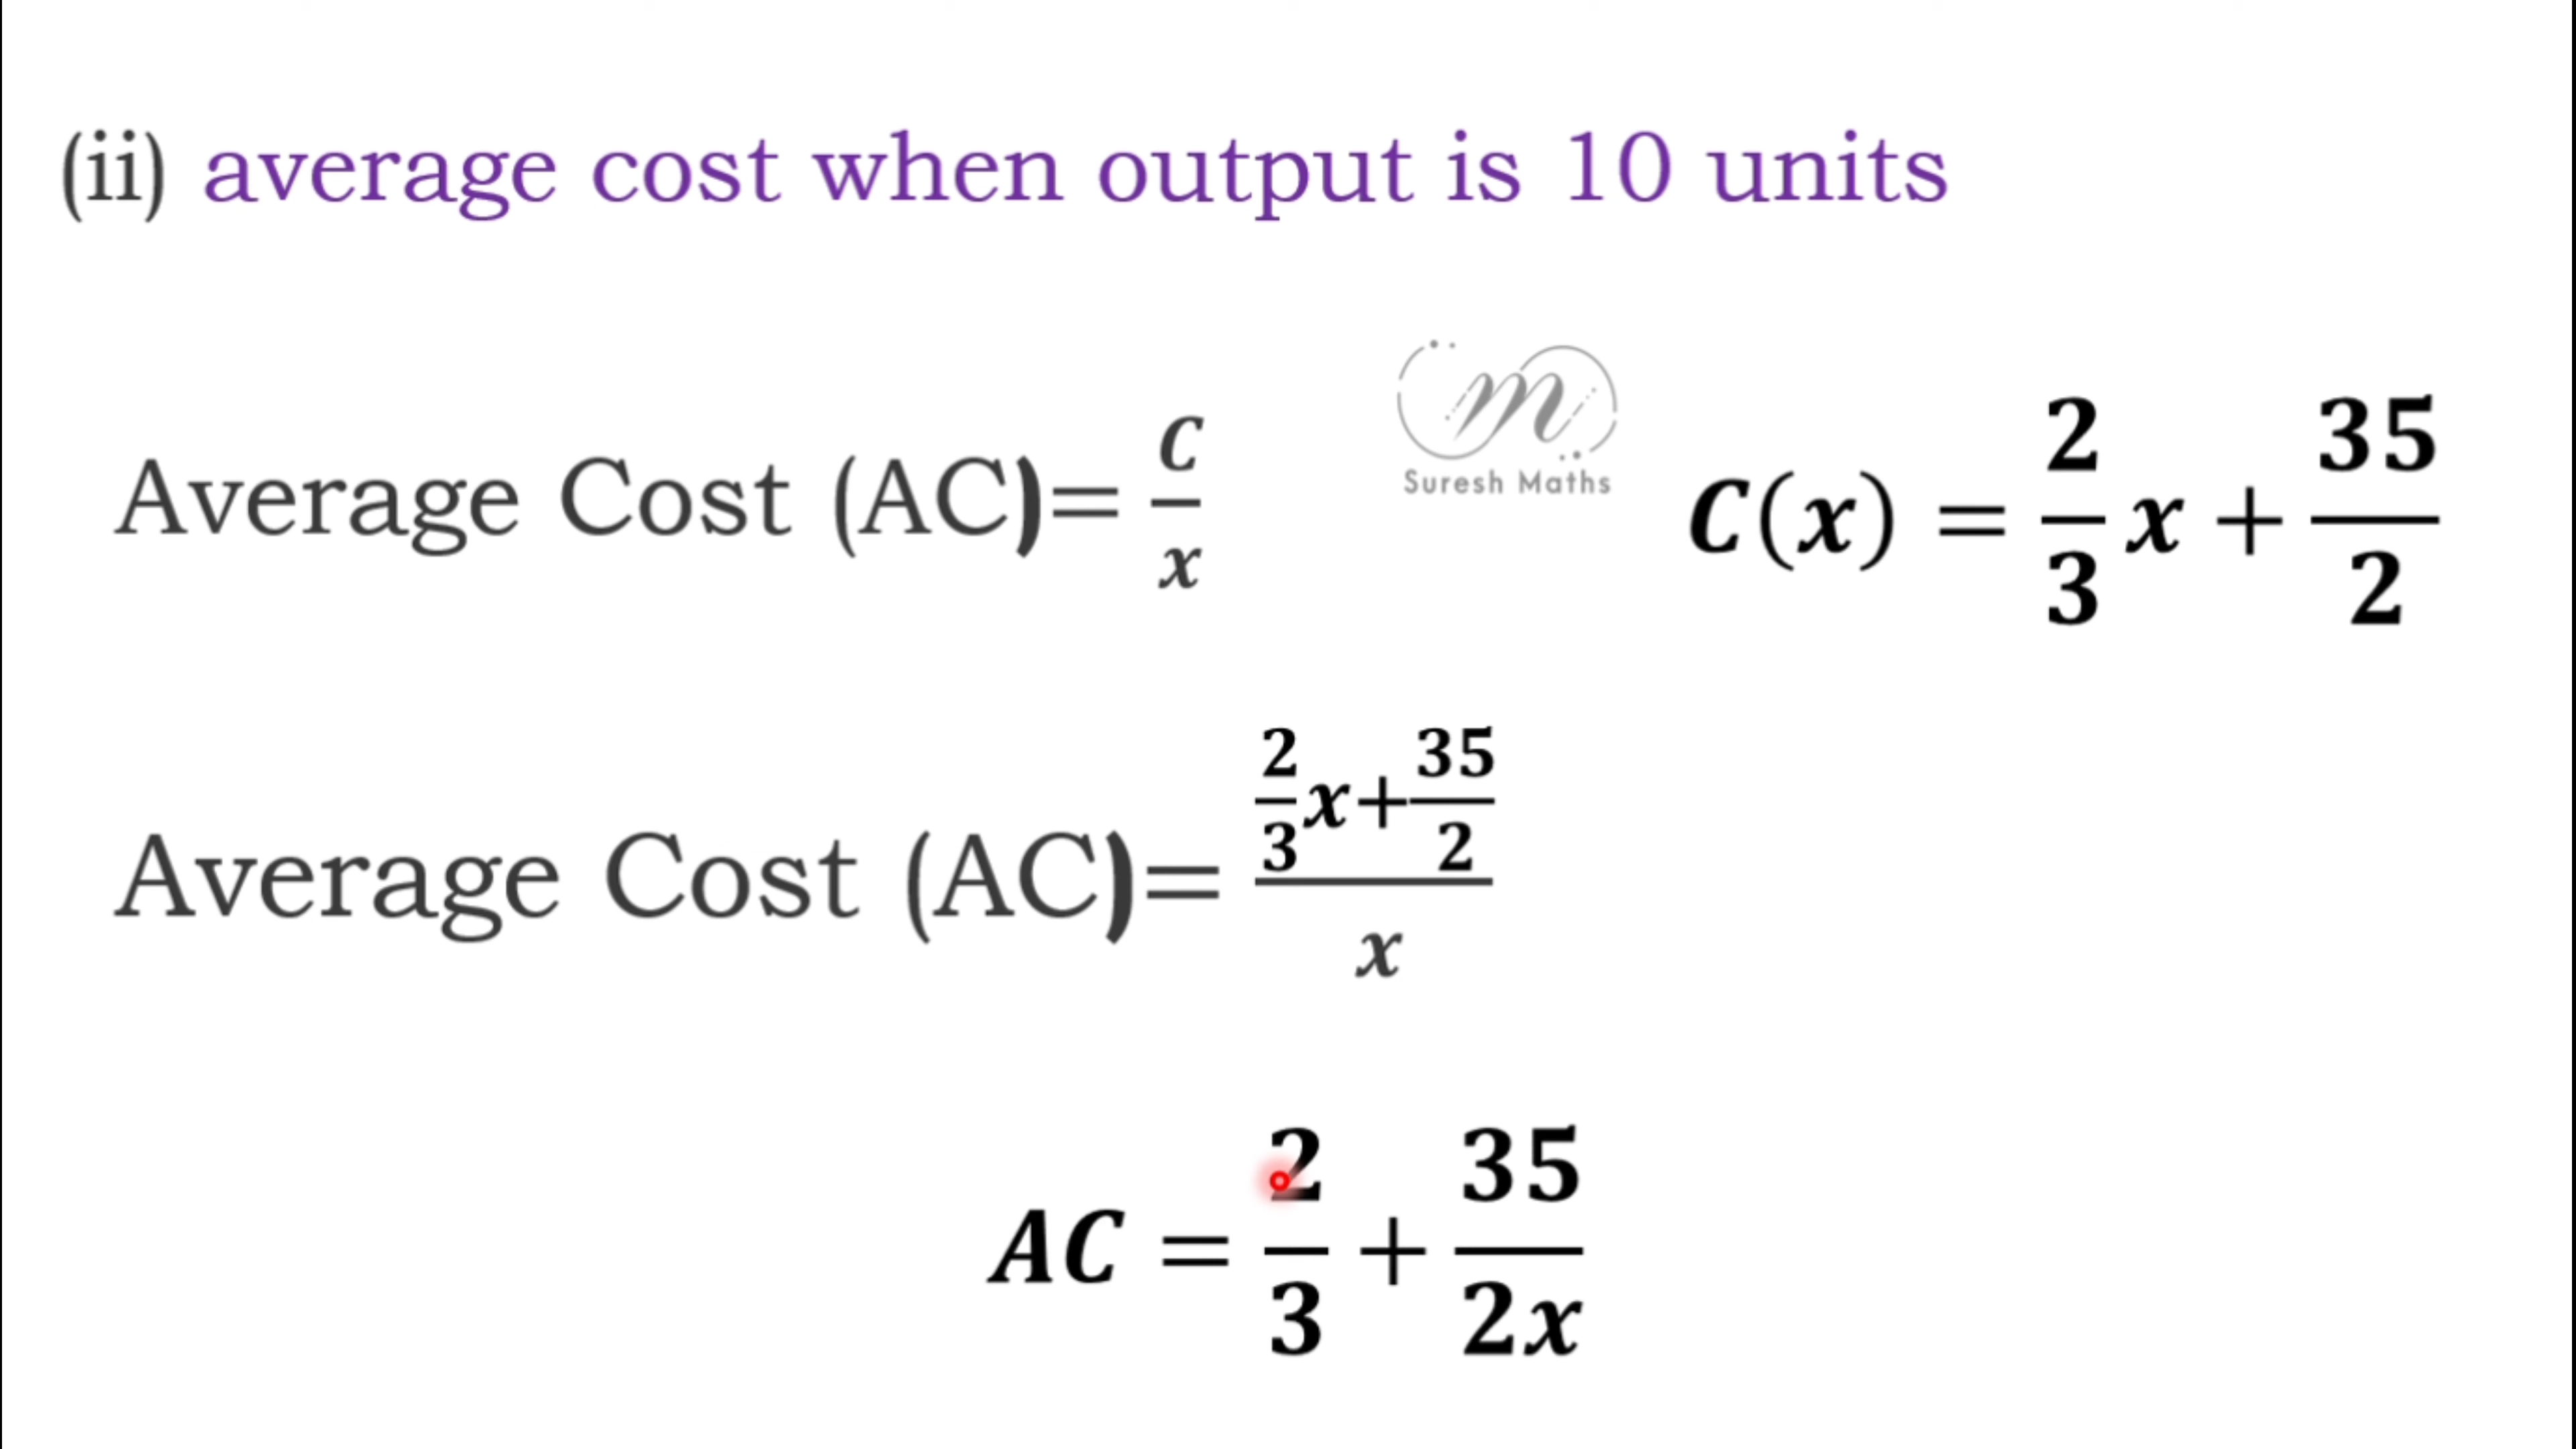 (ii) average cost when output is 10 units
Average Cost (AC)= C/x
Suresh Maths
C(x) = 2/3 x + 35/2
Average Cost (AC)= (2/3 x+35/2)/x
AC = 2/3 + 35/2x